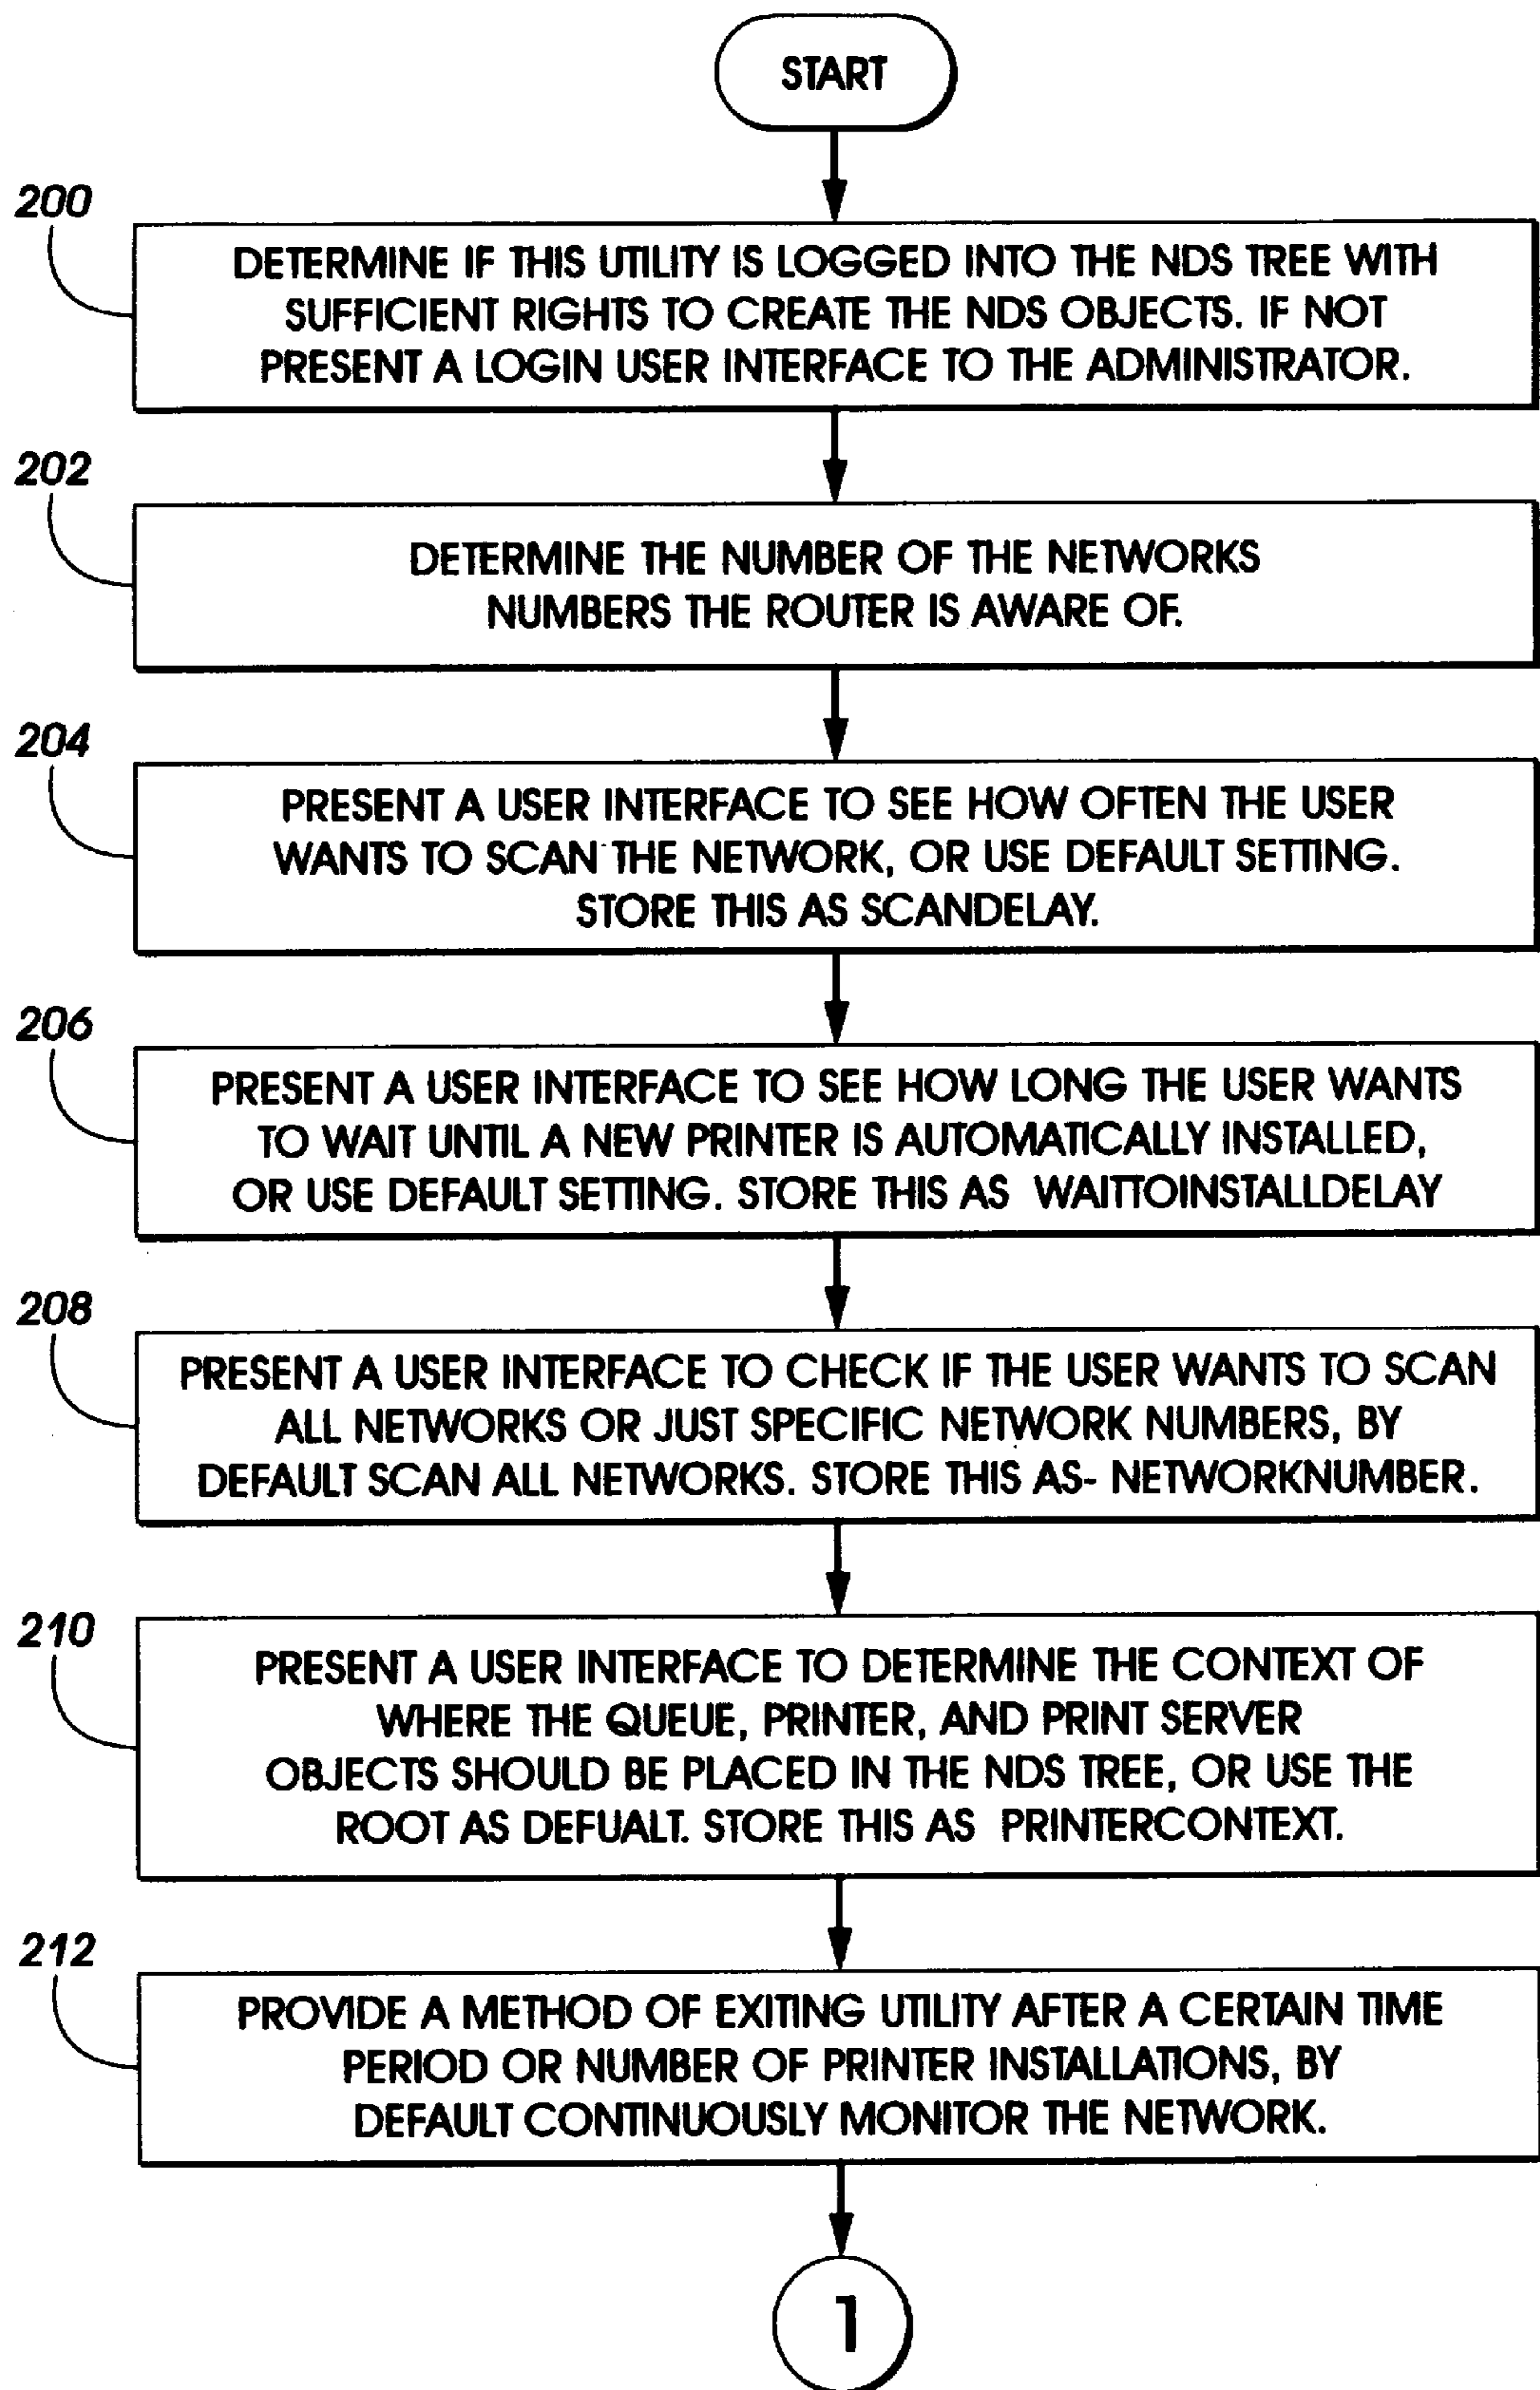 START
200
DETERMINE IF THIS UTILITY IS LOGGED INTO THE NDS TREE WITH
SUFFICIENT RIGHTS TO CREATE THE NDS OBJECTS. IF NOT
PRESENT A LOGIN USER INTERFACE TO THE ADMINISTRATOR.
202
DETERMINE THE NUMBER OF THE NETWORKS
NUMBERS THE ROUTER IS AWARE OF.
204
PRESENT A USER INTERFACE TO SEE HOW OFTEN THE USER
WANTS TO SCAN THE NETWORK, OR USE DEFAULT SETTING.
STORE THIS AS SCANDELAY.
206
PRESENT A USER INTERFACE TO SEE HOW LONG THE USER WANTS
TO WAIT UNTIL A NEW PRINTER IS AUTOMATICALLY INSTALLED,
OR USE DEFAULT SETTING. STORE THIS AS WAITTOINSTALLDELAY
208
PRESENT A USER INTERFACE TO CHECK IF THE USER WANTS TO SCAN
ALL NETWORKS OR JUST SPECIFIC NETWORK NUMBERS, BY
DEFAULT SCAN ALL NETWORKS. STORE THIS AS- NETWORKNUMBER.
210
PRESENT A USER INTERFACE TO DETERMINE THE CONTEXT OF
WHERE THE QUEUE, PRINTER, AND PRINT SERVER
OBJECTS SHOULD BE PLACED IN THE NDS TREE, OR USE THE
ROOT AS DEFUALT. STORE THIS AS PRINTERCONTEXT.
212
PROVIDE A METHOD OF EXITING UTILITY AFTER A CERTAIN TIME
PERIOD OR NUMBER OF PRINTER INSTALLATIONS, BY
DEFAULT CONTINUOUSLY MONITOR THE NETWORK.
1